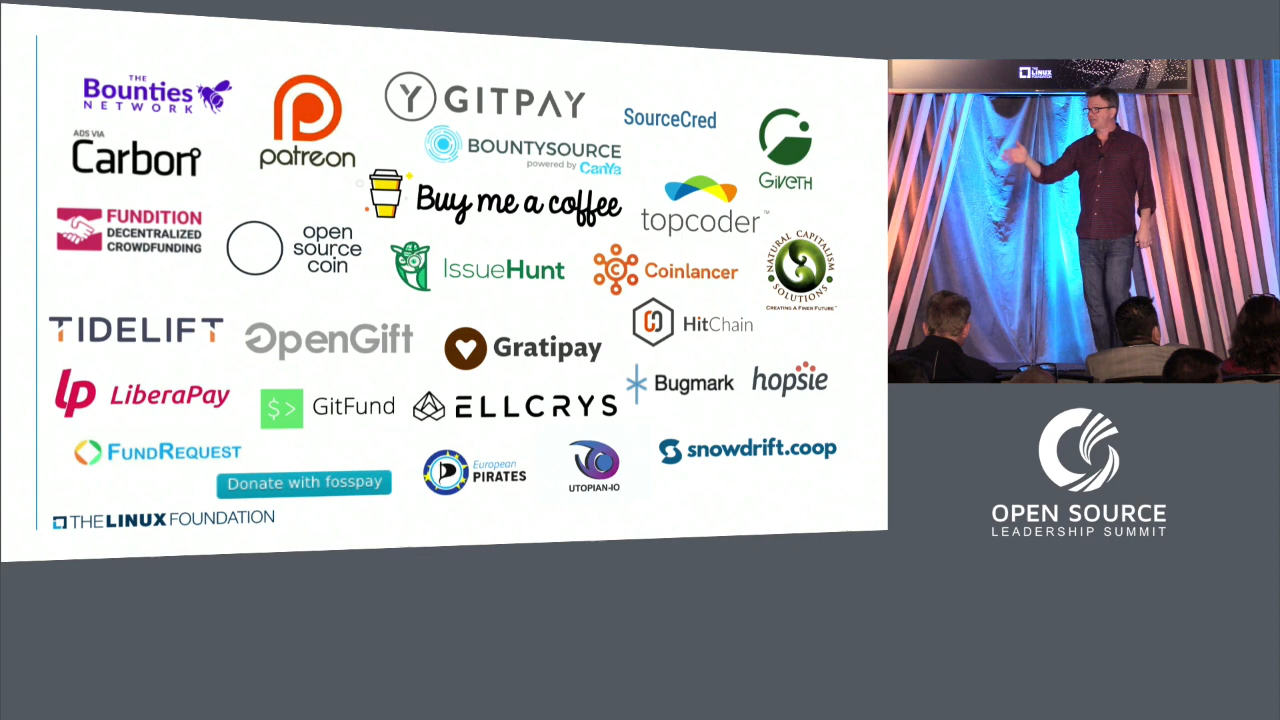 THE
Bounties
NETWORK
patreon
GITPAY
SourceCred
GIVETH
ADS VIA
Carbon
BOUNTYSOURCE
powered by CanYa
Buy me a coffee
topcoder™
FUNDITION
DECENTRALIZED
CROWDFUNDING
open
source
coin
IssueHunt
Coinlancer
NATURAL CAPITALISM
SOLUTIONS
CREATING A FINER FUTURE™
TIDELIFT
OpenGift
Gratipay
HitChain
lp LiberaPay
$> GitFund
ELLCRYS
Bugmark
hopsie
FUNDREQUEST
Donate with fosspay
European
PIRATES
UTOPIAN-IO
snowdrift.coop
THE LINUX FOUNDATION
THE
LINUX
FOUNDATION
OPEN SOURCE
LEADERSHIP SUMMIT